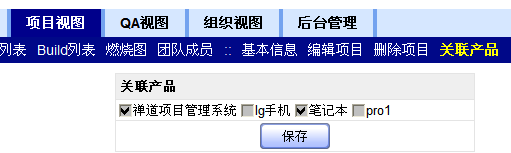 项目视图 QA视图 组织视图 后台管理
列表 Build列表 燃烧图 团队成员 :: 基本信息 编辑项目 删除项目 关联产品
关联产品
禅道项目管理系统 lg手机 笔记本 pro1
保存